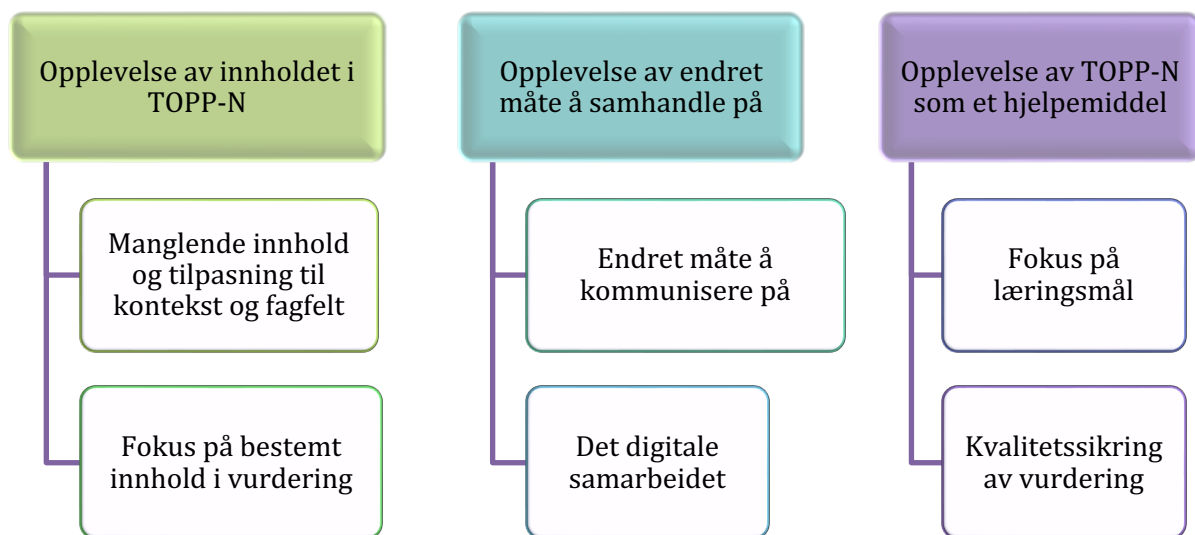 Opplevelse av innholdet i
TOPP-N
Manglende innhold
og tilpasning til
kontekst og fagfelt
Fokus på bestemt
innhold i vurdering
Opplevelse av endret
måte å samhandle på
Endret måte å
kommunisere på
Det digitale
samarbeidet
Opplevelse av TOPP-N
som et hjelpemiddel
Fokus på
læringsmål
Kvalitetssikring
av vurdering